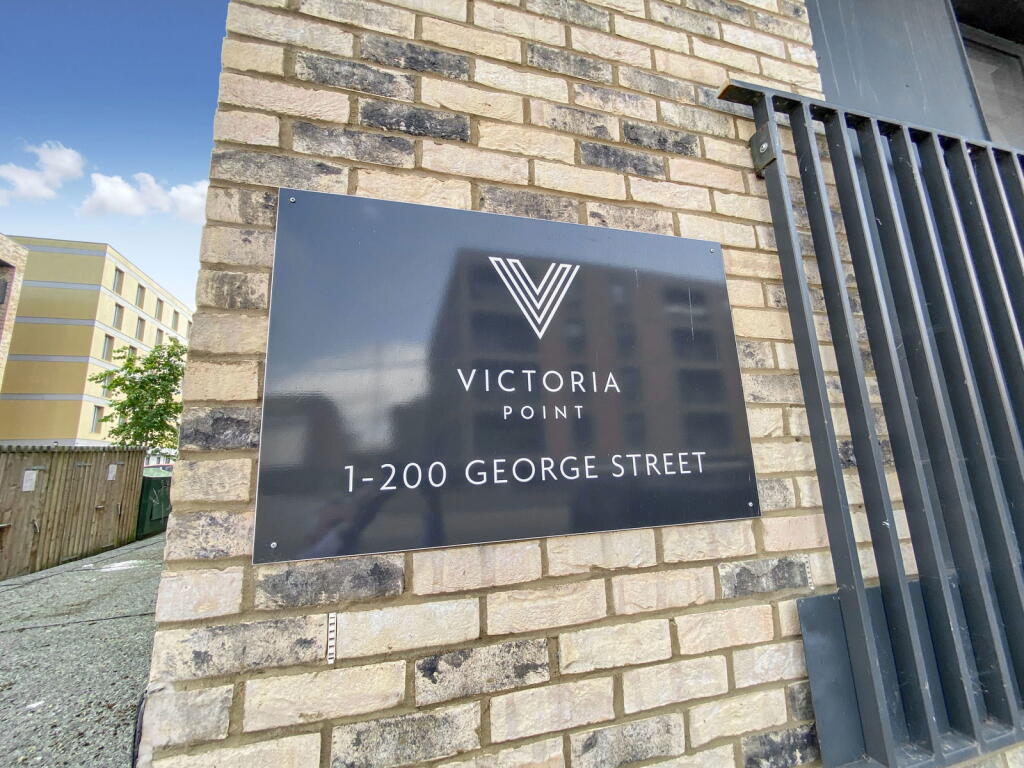 VICTORIA
POINT
1-200 GEORGE STREET